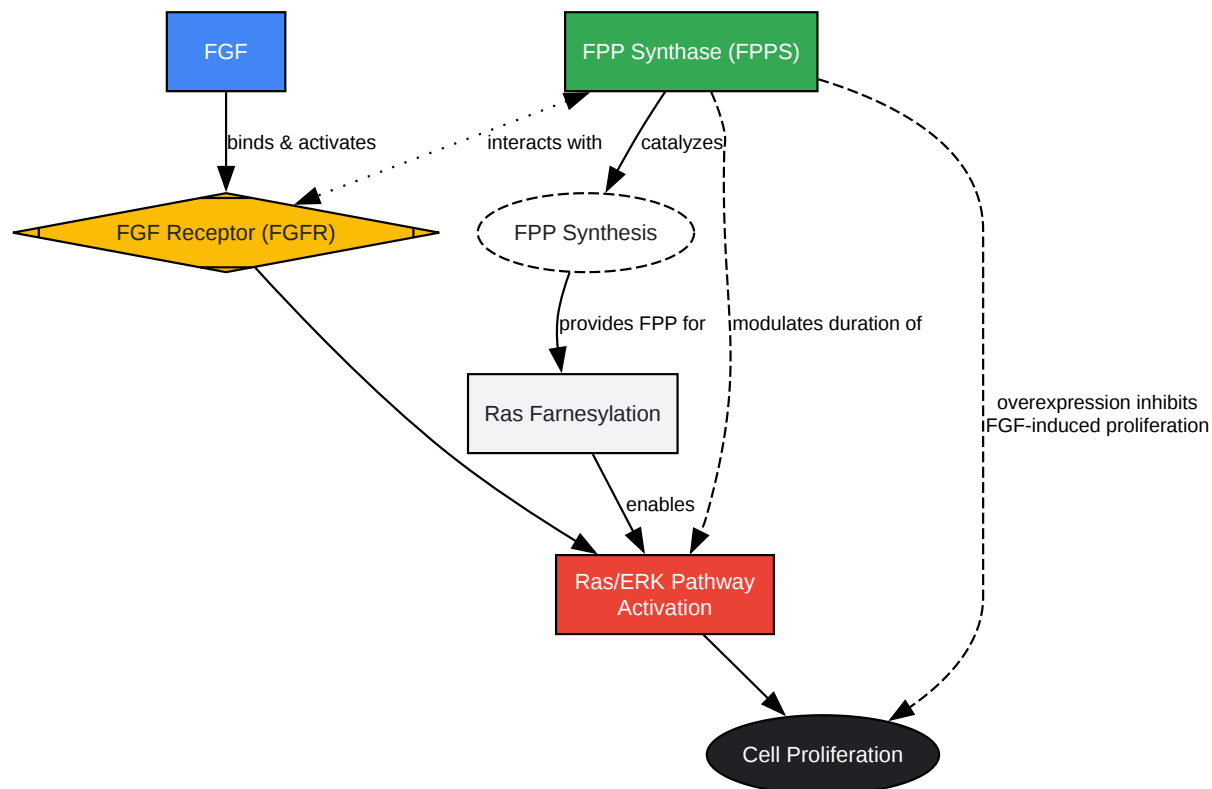 FGF
FPP Synthase (FPPS)
binds & activates
interacts with
catalyzes
FGF Receptor (FGFR)
FPP Synthesis
provides FPP for
modulates duration of
Ras Farnesylation
overexpression inhibits
FGF-induced proliferation
enables
Ras/ERK Pathway
Activation
Cell Proliferation